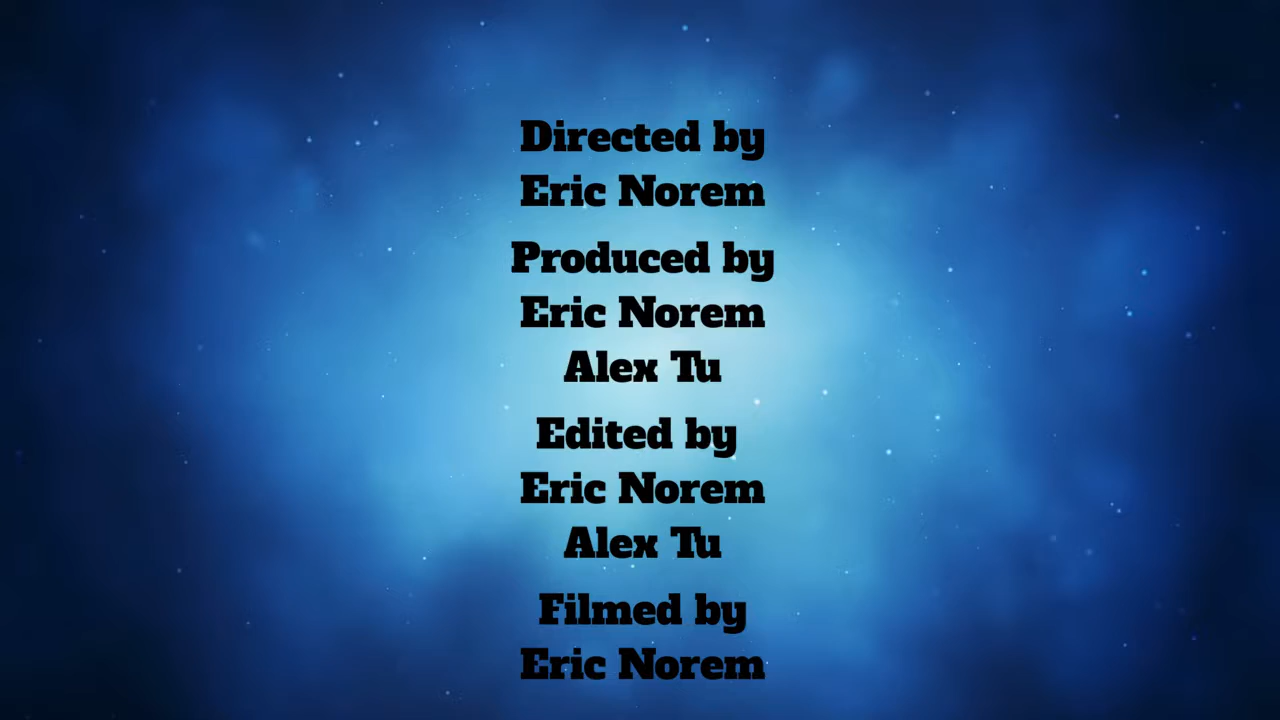 Directed by
Eric Norem
Produced by
Eric Norem
Alex Tu
Edited by
Eric Norem
Alex Tu
Filmed by
Eric Norem